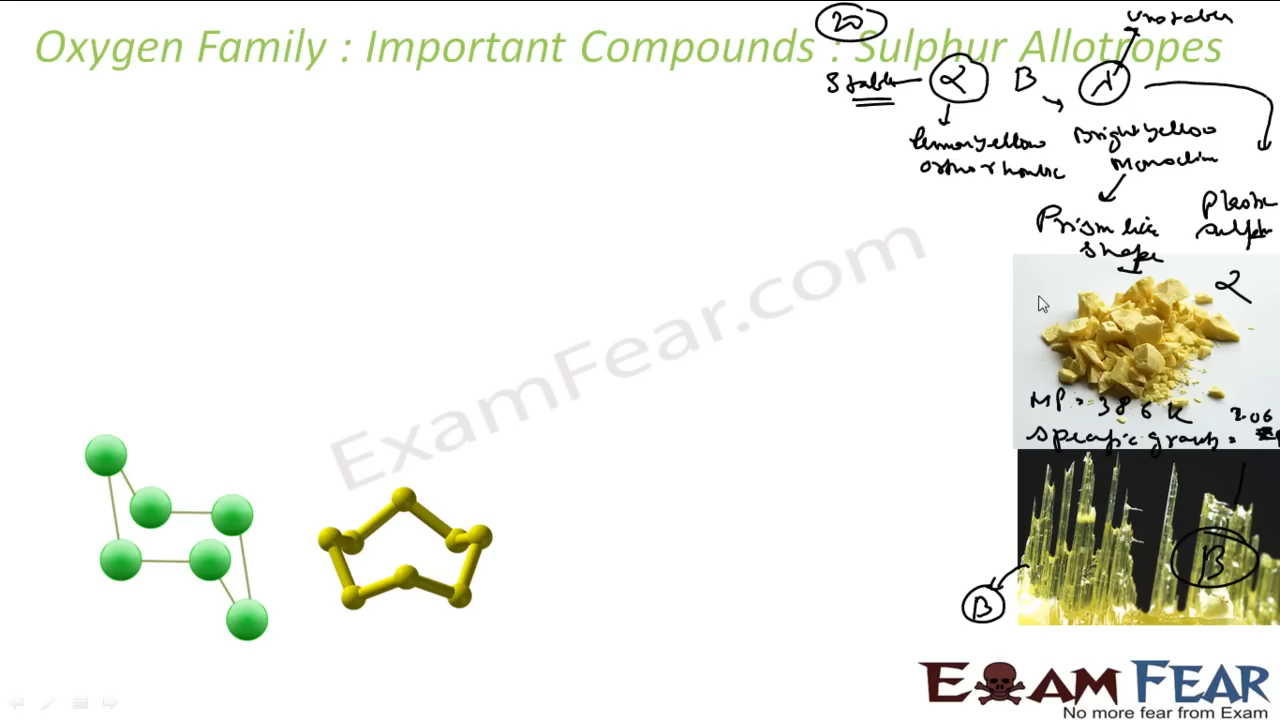 Oxygen Family : Important Compounds : Sulphur Allotropes
20
unstable
Stable α B λ
lemon yellow
orthorhombic
Bright yellow
Monoclin
Prism like
shape
Plastic
sulphur
α
MP = 386 K
Specific gravity = 2.06
B
B
ExamFear.com
EXAM FEAR
No more fear from Exam